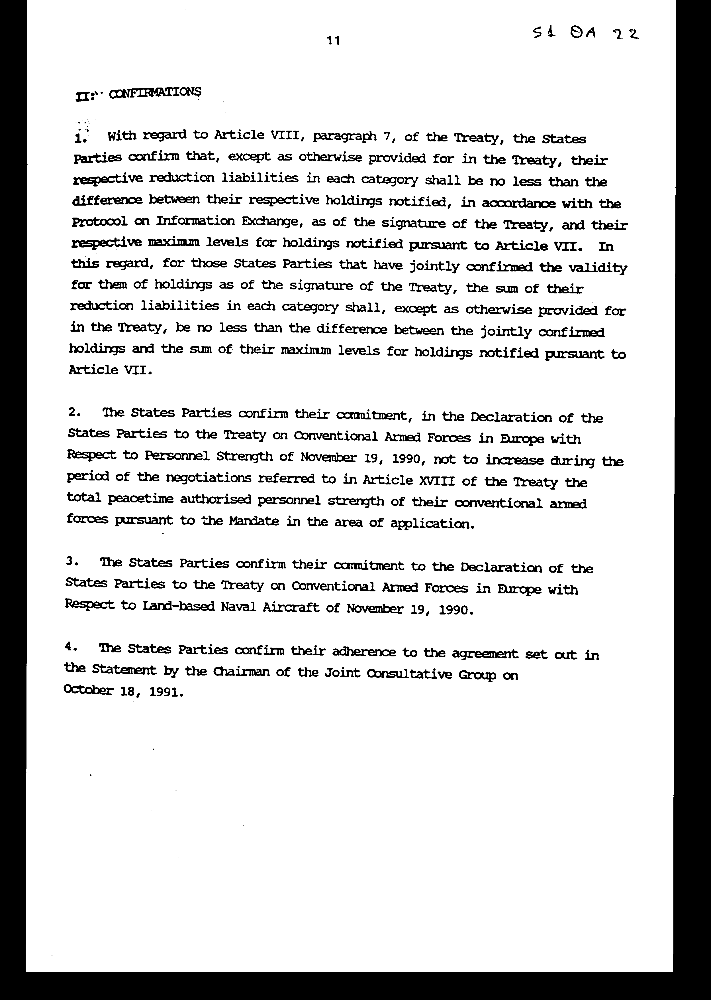 11
S1 ƟA 22
II: CONFIRMATIONS
1. With regard to Article VIII, paragraph 7, of the Treaty, the States
Parties confirm that, except as otherwise provided for in the Treaty, their
respective reduction liabilities in each category shall be no less than the
difference between their respective holdings notified, in accordance with the
Protocol on Information Exchange, as of the signature of the Treaty, and their
respective maximum levels for holdings notified pursuant to Article VII. In
this regard, for those States Parties that have jointly confirmed the validity
for them of holdings as of the signature of the Treaty, the sum of their
reduction liabilities in each category shall, except as otherwise provided for
in the Treaty, be no less than the difference between the jointly confirmed
holdings and the sum of their maximum levels for holdings notified pursuant to
Article VII.
2. The States Parties confirm their commitment, in the Declaration of the
States Parties to the Treaty on Conventional Armed Forces in Europe with
Respect to Personnel Strength of November 19, 1990, not to increase during the
period of the negotiations referred to in Article XVIII of the Treaty the
total peacetime authorised personnel strength of their conventional armed
forces pursuant to the Mandate in the area of application.
3. The States Parties confirm their commitment to the Declaration of the
States Parties to the Treaty on Conventional Armed Forces in Europe with
Respect to Land-based Naval Aircraft of November 19, 1990.
4. The States Parties confirm their adherence to the agreement set out in
the Statement by the Chairman of the Joint Consultative Group on
October 18, 1991.